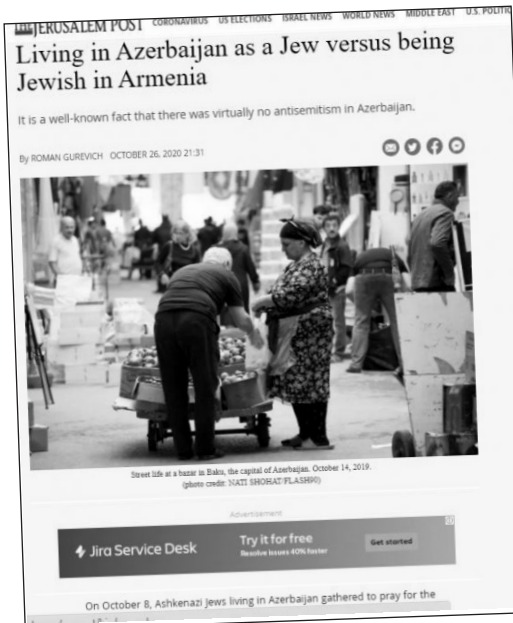 THE JERUSALEM POST CORONAVIRUS US ELECTIONS ISRAEL NEWS WORLD NEWS MIDDLE EAST U.S. POLITI
Living in Azerbaijan as a Jew versus being
Jewish in Armenia
It is a well-known fact that there was virtually no antisemitism in Azerbaijan.
By ROMAN GUREVICH OCTOBER 26, 2020 21:31
Street life at a bazar in Baku, the capital of Azerbaijan. October 14, 2019.
(photo credit: NATI SHOHAT/FLASH90)
Advertisement
Jira Service Desk
Try it for free
Resolve issues 40% faster
Get started
On October 8, Ashkenazi Jews living in Azerbaijan gathered to pray for the